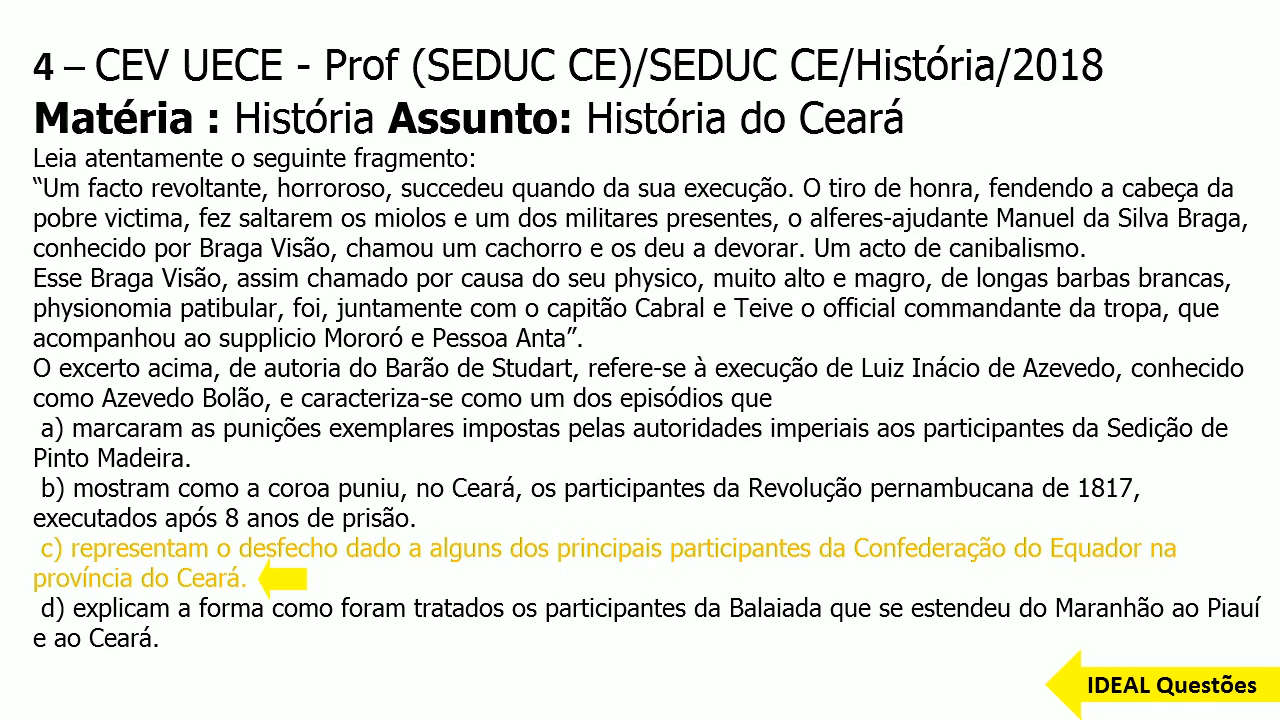 4 – CEV UECE - Prof (SEDUC CE)/SEDUC CE/História/2018
Matéria : História Assunto: História do Ceará
Leia atentamente o seguinte fragmento:
“Um facto revoltante, horroroso, succedeu quando da sua execução. O tiro de honra, fendendo a cabeça da
pobre victima, fez saltarem os miolos e um dos militares presentes, o alferes-ajudante Manuel da Silva Braga,
conhecido por Braga Visão, chamou um cachorro e os deu a devorar. Um acto de canibalismo.
Esse Braga Visão, assim chamado por causa do seu physico, muito alto e magro, de longas barbas brancas,
physionomia patibular, foi, juntamente com o capitão Cabral e Teive o official commandante da tropa, que
acompanhou ao supplicio Mororó e Pessoa Anta”.
O excerto acima, de autoria do Barão de Studart, refere-se à execução de Luiz Inácio de Azevedo, conhecido
como Azevedo Bolão, e caracteriza-se como um dos episódios que
a) marcaram as punições exemplares impostas pelas autoridades imperiais aos participantes da Sedição de
Pinto Madeira.
b) mostram como a coroa puniu, no Ceará, os participantes da Revolução pernambucana de 1817,
executados após 8 anos de prisão.
c) representam o desfecho dado a alguns dos principais participantes da Confederação do Equador na
província do Ceará.
d) explicam a forma como foram tratados os participantes da Balaiada que se estendeu do Maranhão ao Piauí
e ao Ceará.
IDEAL Questões